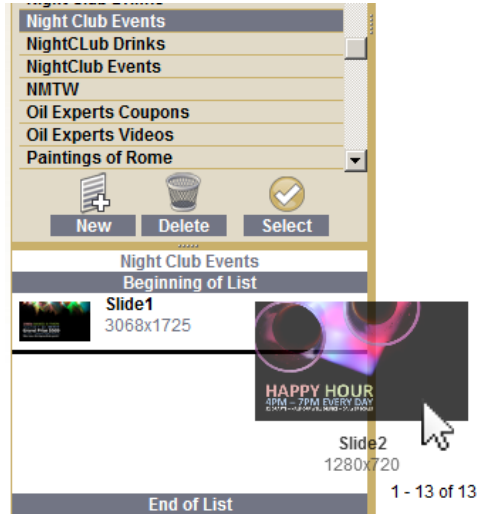 Night Club Events
NightCLub Drinks
NightClub Events
NMTW
Oil Experts Coupons
Oil Experts Videos
Paintings of Rome
New
Delete
Select
Night Club Events
Beginning of List
Slide1
3068x1725
HAPPY HOUR
4PM – 7PM EVERY DAY
Slide2
1280x720
1 - 13 of 13
End of List